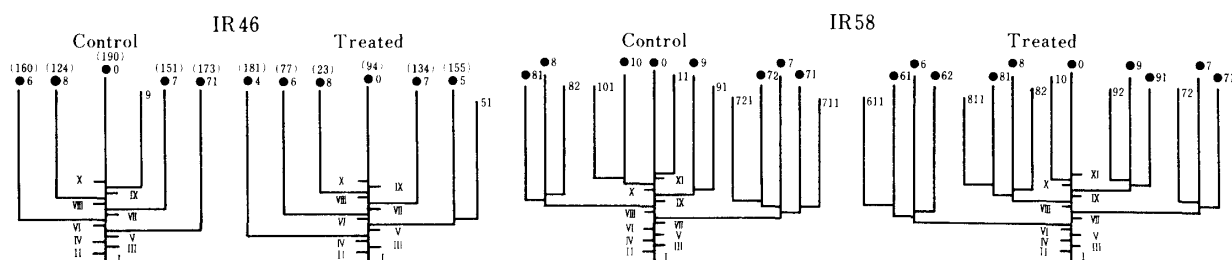 IR46
IR58
Control
Treated
Control
Treated
(160) (124) (190) (151) (173)
●6 ●8 ●0 9 ●7 ●71
X
IX
VIII
VII
VI
V
IV
III
II
I
(181) (77) (23) (94) (134) (155)
●4 ●6 ●8 ●0 ●7 ●5 51
X
IX
VIII
VII
VI
V
IV
III
II
I
●81 ●8 82 101 ●10 ●0 11 ●9 91 721 ●72 ●7 ●71 711
XI
X
IX
VIII
VII
VI
V
IV
III
II
I
611 ●61 ●6 ●62 811 ●81 ●8 82 10 ●0 92 ●9 ●91 72 ●7
XI
X
IX
VIII
VII
VI
V
IV
III
II
I